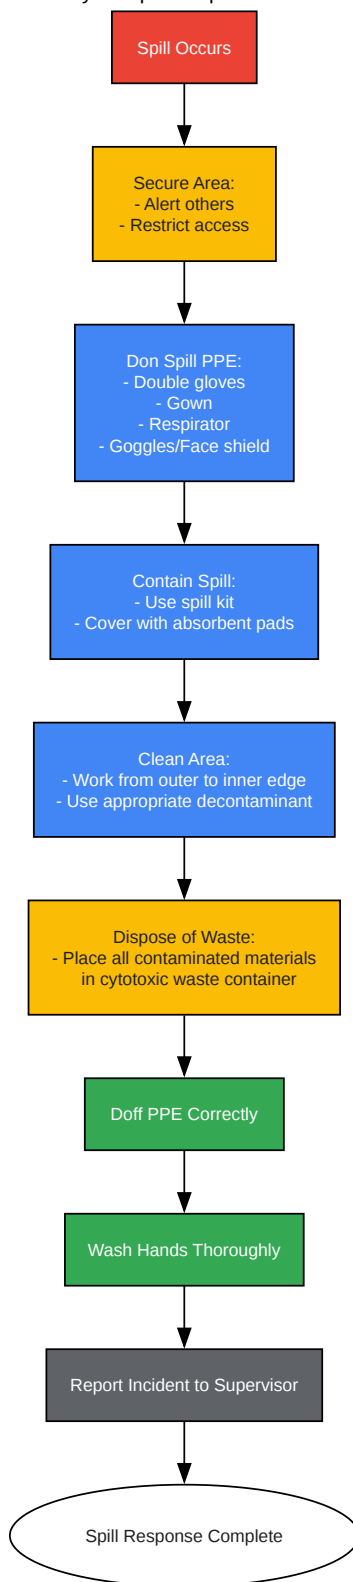 Spill Occurs
Secure Area:
- Alert others
- Restrict access
Don Spill PPE:
- Double gloves
- Gown
- Respirator
- Goggles/Face shield
Contain Spill:
- Use spill kit
- Cover with absorbent pads
Clean Area:
- Work from outer to inner edge
- Use appropriate decontaminant
Dispose of Waste:
- Place all contaminated materials
in cytotoxic waste container
Doff PPE Correctly
Wash Hands Thoroughly
Report Incident to Supervisor
Spill Response Complete